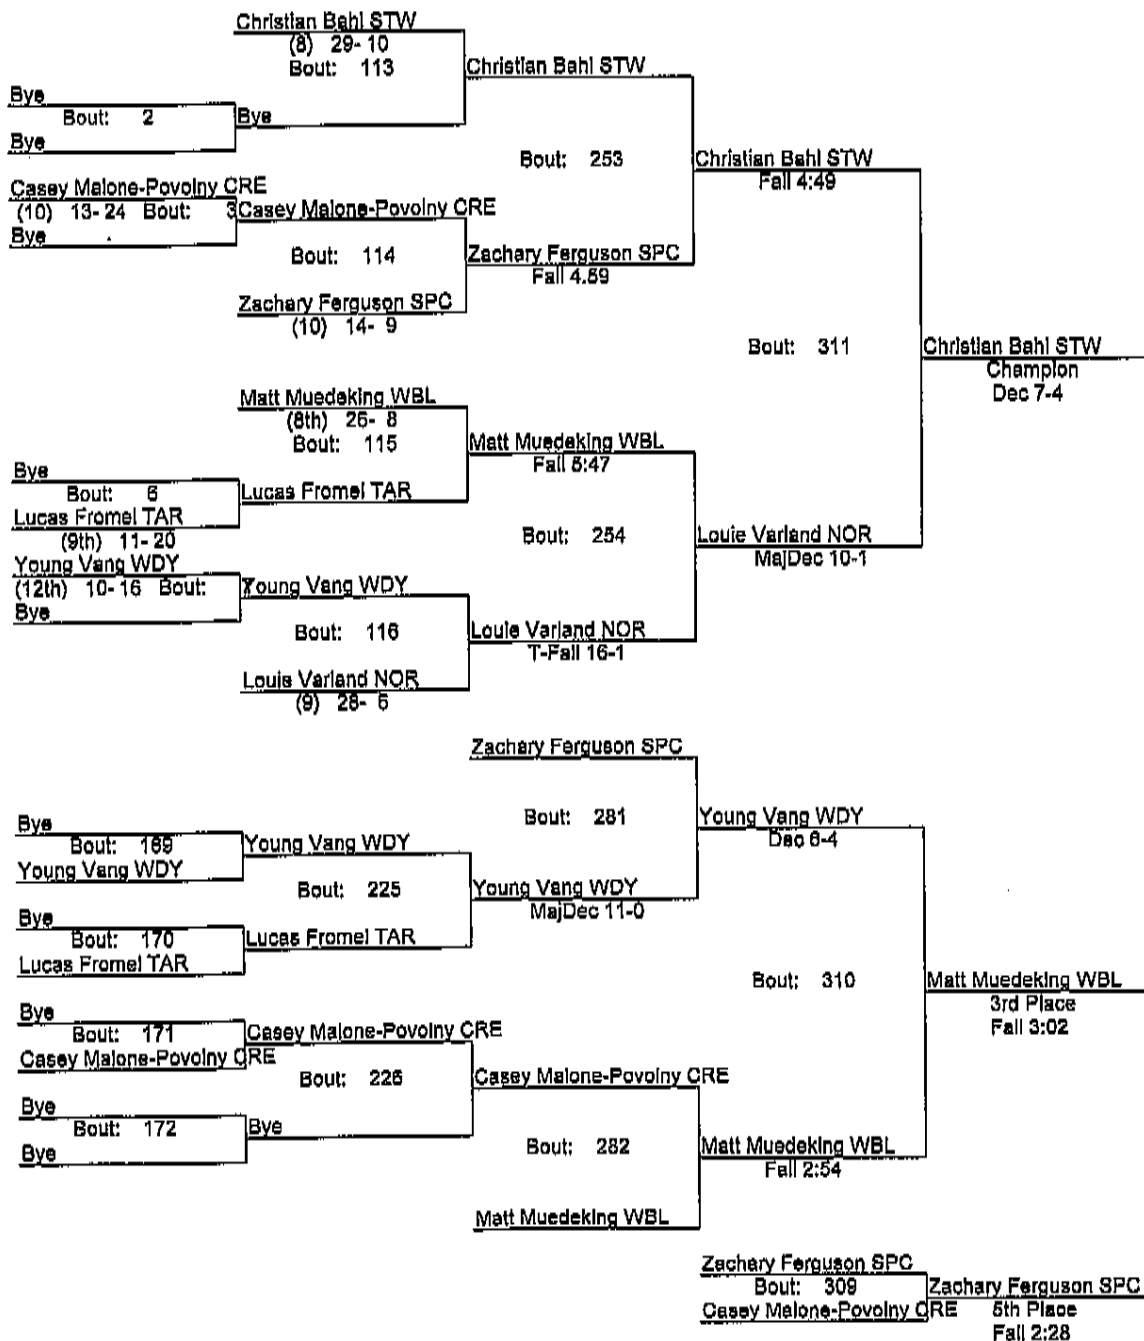 Christian Bahl STW
(8) 29- 10
Bout: 113
Christian Bahl STW
Bye
Bout: 2
Bye
Bye
Bout: 253
Christian Bahl STW
Fall 4:49
Casey Malone-Povolny CRE
(10) 13- 24 Bout: 3
Casey Malone-Povolny CRE
Bye
Bout: 114
Zachary Ferguson SPC
Fall 4:59
Zachary Ferguson SPC
(10) 14- 9
Bout: 311
Christian Bahl STW
Champion
Dec 7-4
Matt Muedeking WBL
(8th) 26- 8
Bout: 115
Matt Muedeking WBL
Fall 5:47
Bye
Bout: 6
Lucas Fromel TAR
Lucas Fromel TAR
(9th) 11- 20
Bout: 254
Louie Varland NOR
MajDec 10-1
Young Vang WDY
(12th) 10- 16 Bout: 7
Young Vang WDY
Bye
Bout: 116
Louie Varland NOR
T-Fall 16-1
Louie Varland NOR
(9) 28- 6
Zachary Ferguson SPC
Bout: 281
Young Vang WDY
Dec 6-4
Bye
Bout: 169
Young Vang WDY
Young Vang WDY
Bout: 225
Young Vang WDY
MajDec 11-0
Bye
Bout: 170
Lucas Fromel TAR
Lucas Fromel TAR
Bout: 310
Matt Muedeking WBL
3rd Place
Fall 3:02
Bye
Bout: 171
Casey Malone-Povolny CRE
Casey Malone-Povolny CRE
Bout: 226
Casey Malone-Povolny CRE
Bye
Bout: 172
Bye
Bye
Bout: 282
Matt Muedeking WBL
Fall 2:54
Matt Muedeking WBL
Zachary Ferguson SPC
Bout: 309
Zachary Ferguson SPC
Casey Malone-Povolny CRE
5th Place
Fall 2:28